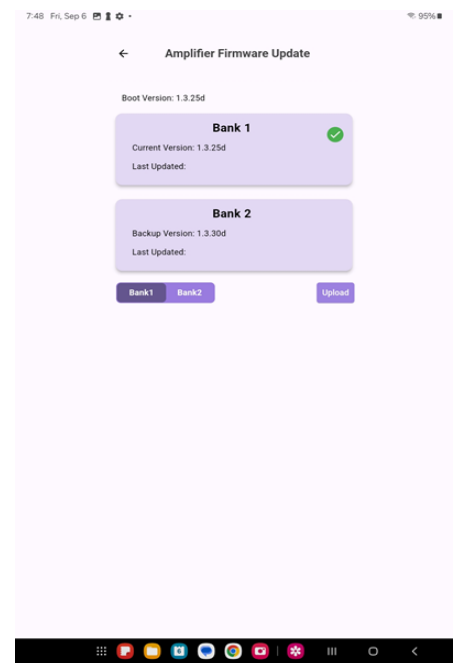 7:48 Fri, Sep 6 95%
Amplifier Firmware Update
Boot Version: 1.3.25d
Bank 1
Current Version: 1.3.25d
Last Updated:
Bank 2
Backup Version: 1.3.30d
Last Updated:
Bank1 Bank2 Upload